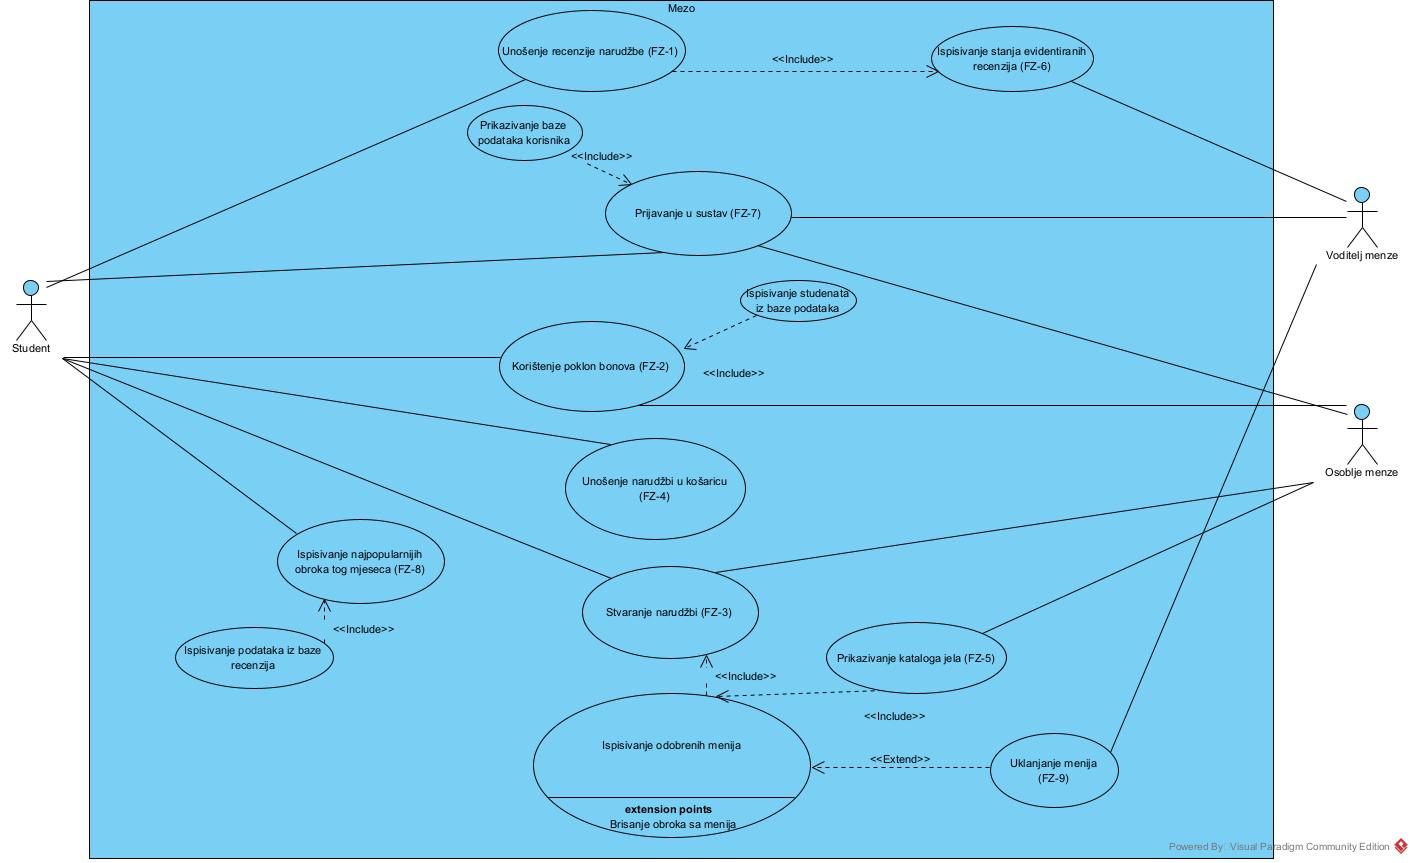 Mezo
Unošenje recenzije narudžbe (FZ-1)
<<Include>>
Ispisivanje stanja evidentiranih
recenzija (FZ-6)
Prikazivanje baze
podataka korisnika
<<Include>>
Prijavanje u sustav (FZ-7)
Voditelj menze
Student
Ispisivanje studenata
iz baze podataka
Korištenje poklon bonova (FZ-2)
<<Include>>
Osoblje menze
Unošenje narudžbi u košaricu
(FZ-4)
Ispisivanje najpopularnijih
obroka tog mjeseca (FZ-8)
<<Include>>
Ispisivanje podataka iz baze
recenzija
Stvaranje narudžbi (FZ-3)
<<Include>>
Prikazivanje kataloga jela (FZ-5)
<<Include>>
Ispisivanje odobrenih menija
extension points
Brisanje obroka sa menija
<<Extend>>
Uklanjanje menija
(FZ-9)
Powered By: Visual Paradigm Community Edition